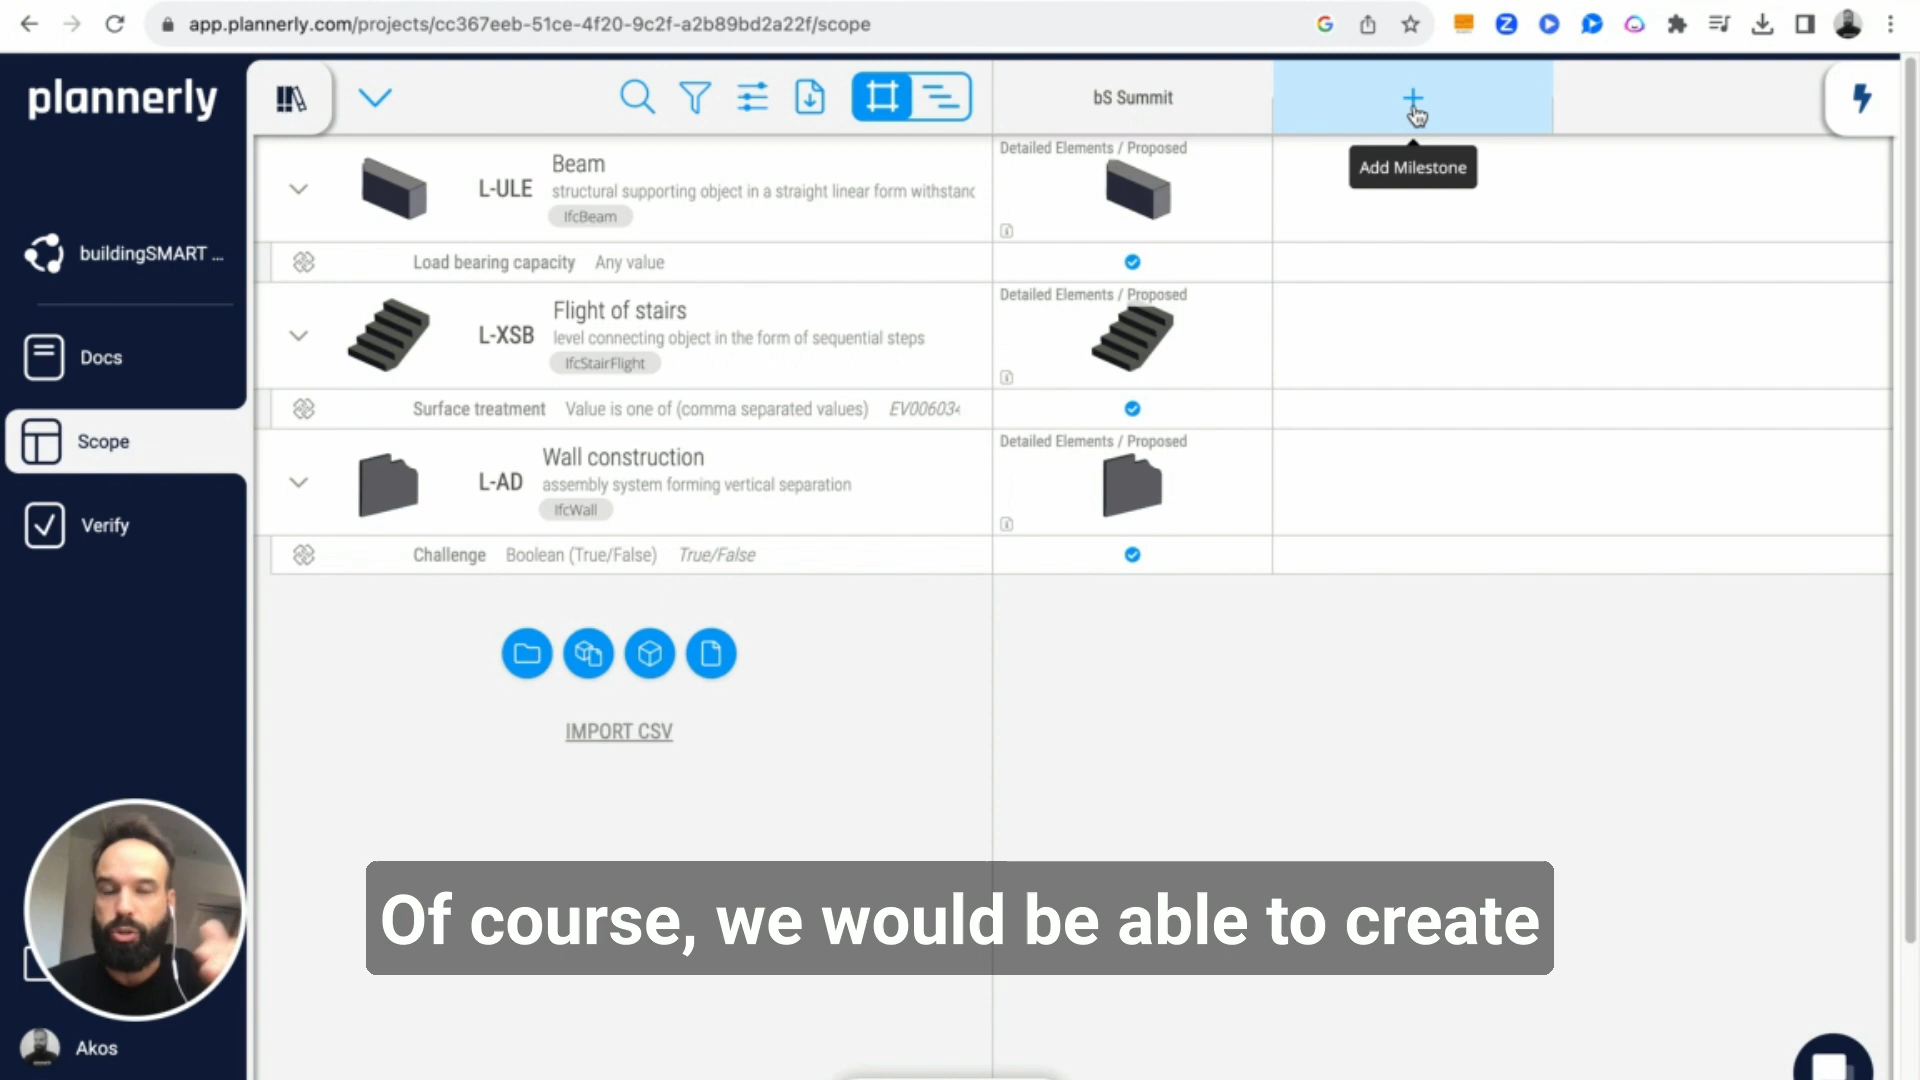 app.plannerly.com/projects/cc367eeb-51ce-4f20-9c2f-a2b89bd2a22f/scope
plannerly
bS Summit
Add Milestone
buildingSMART ...
Docs
Scope
Verify
Akos
L-ULE
Beam
structural supporting object in a straight linear form withstanc
IfcBeam
Detailed Elements / Proposed
Load bearing capacity Any value
L-XSB
Flight of stairs
level connecting object in the form of sequential steps
IfcStairFlight
Detailed Elements / Proposed
Surface treatment Value is one of (comma separated values) EV006034
L-AD
Wall construction
assembly system forming vertical separation
IfcWall
Detailed Elements / Proposed
Challenge Boolean (True/False) True/False
IMPORT CSV
Of course, we would be able to create